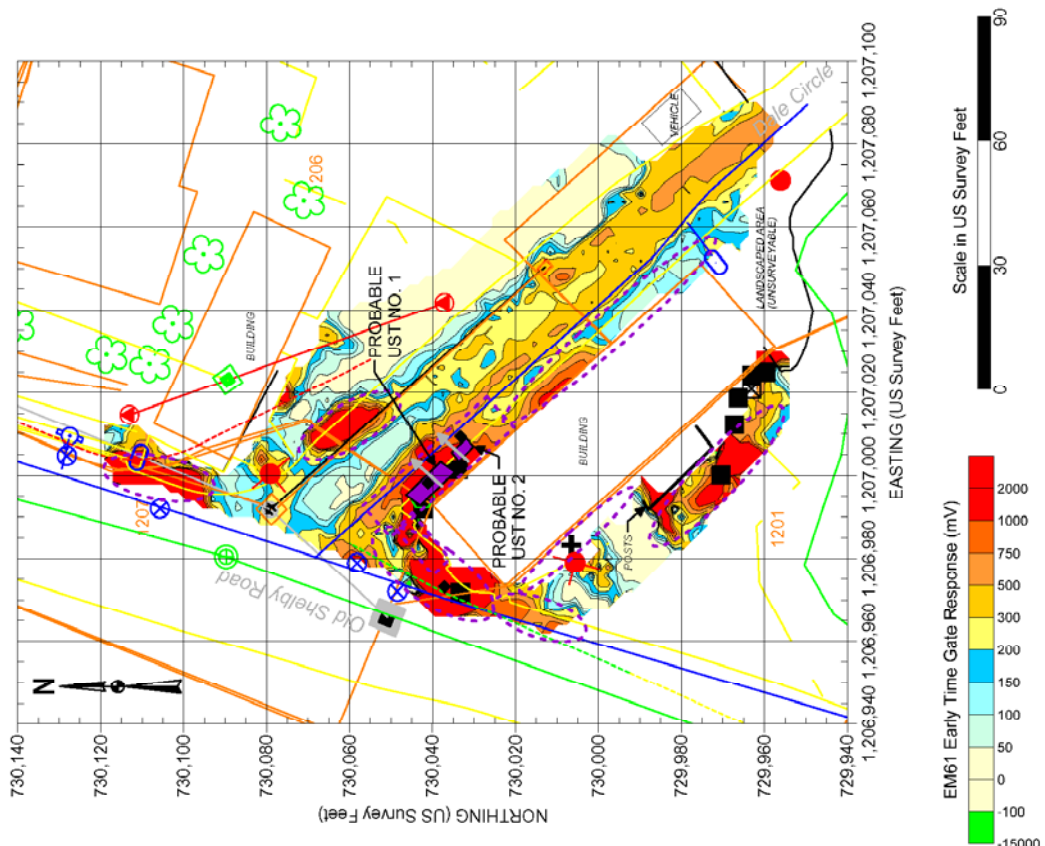 N
730,140
730,120
730,100
730,080
730,060
730,040
730,020
730,000
729,980
729,960
729,940
NORTHING (US Survey Feet)
1,206,940
1,206,960
1,206,980
1,207,000
1,207,020
1,207,040
1,207,060
1,207,080
1,207,100
EASTING (US Survey Feet)
Old Shelby Road
1207
206
1201
BUILDING
PROBABLE
UST NO. 1
PROBABLE
UST NO. 2
BUILDING
POSTS
VEHICLE
Dale Circle
LANDSCAPED AREA
(UNSURVEYABLE)
EM61 Early Time Gate Response (mV)
2000
1000
750
500
300
200
150
100
50
0
-100
-15000
Scale in US Survey Feet
0
30
60
90